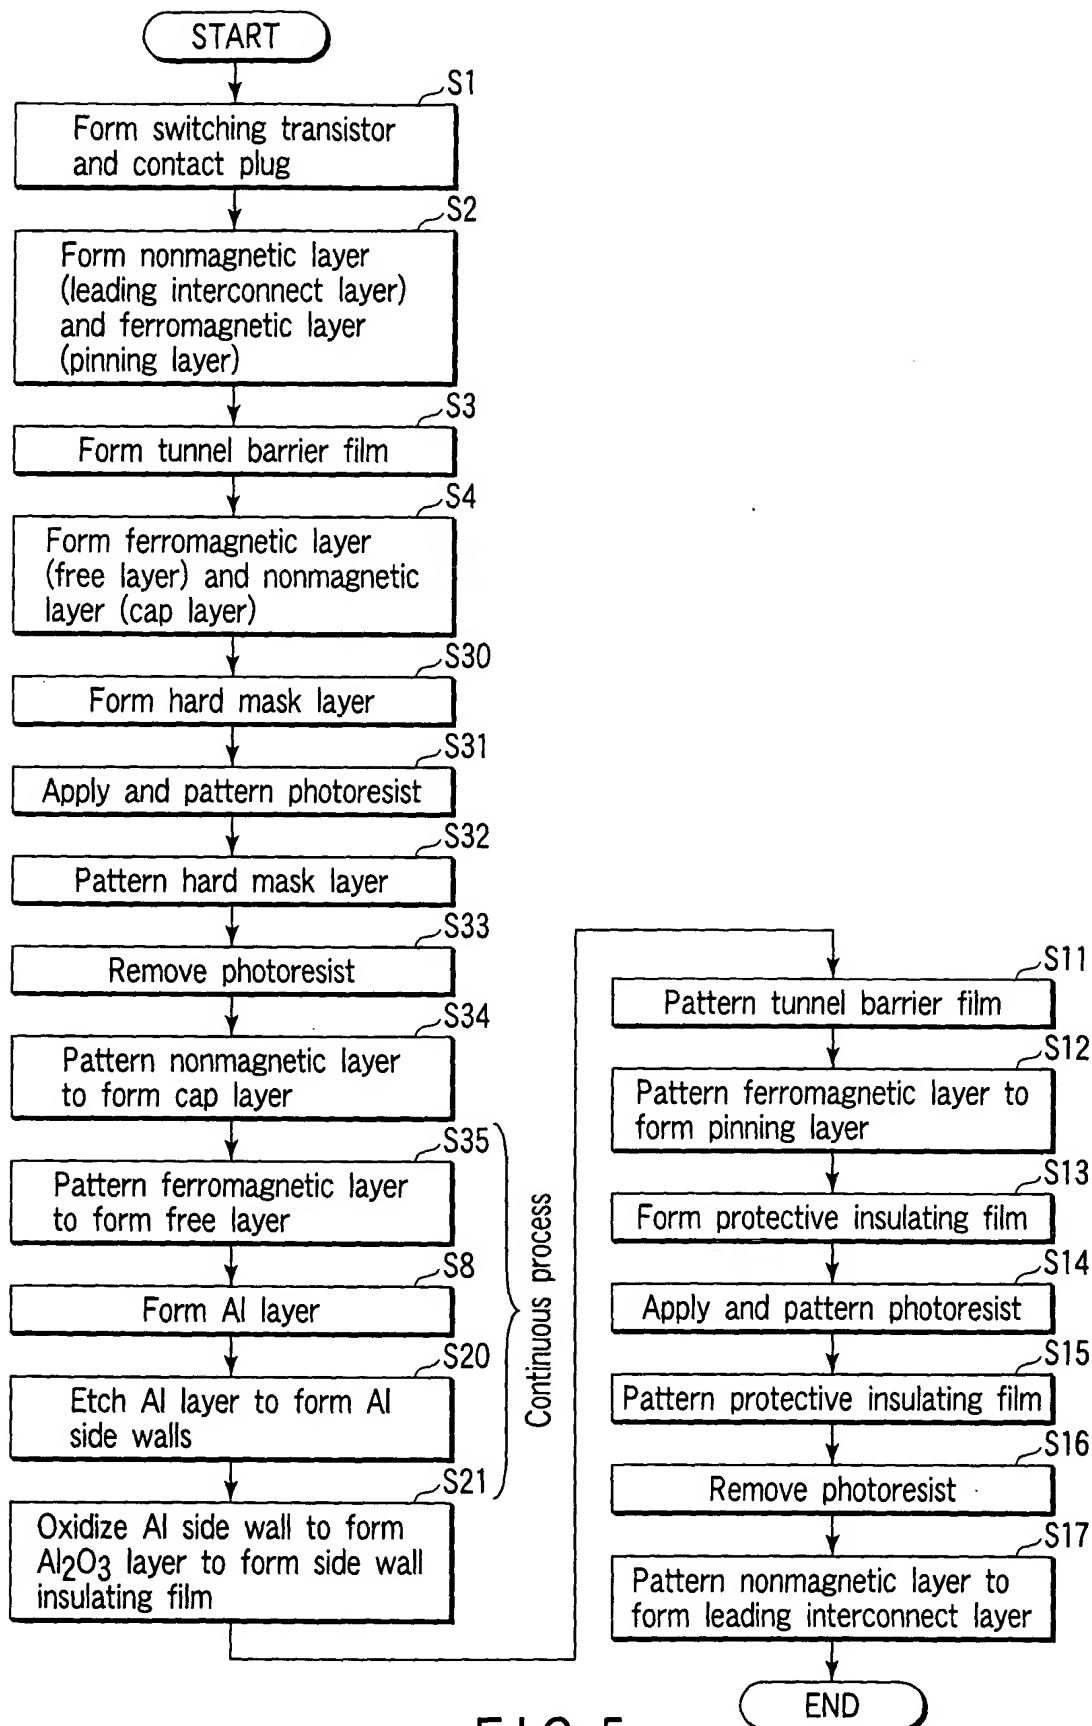 START
S1
Form switching transistor
and contact plug
S2
Form nonmagnetic layer
(leading interconnect layer)
and ferromagnetic layer
(pinning layer)
S3
Form tunnel barrier film
S4
Form ferromagnetic layer
(free layer) and nonmagnetic
layer (cap layer)
S30
Form hard mask layer
S31
Apply and pattern photoresist
S32
Pattern hard mask layer
S33
Remove photoresist
S34
Pattern nonmagnetic layer
to form cap layer
S35
Pattern ferromagnetic layer
to form free layer
S8
Form Al layer
S20
Etch Al layer to form Al
side walls
S21
Oxidize Al side wall to form
Al2O3 layer to form side wall
insulating film
Continuous process
S11
Pattern tunnel barrier film
S12
Pattern ferromagnetic layer to
form pinning layer
S13
Form protective insulating film
S14
Apply and pattern photoresist
S15
Pattern protective insulating film
S16
Remove photoresist
S17
Pattern nonmagnetic layer to
form leading interconnect layer
END